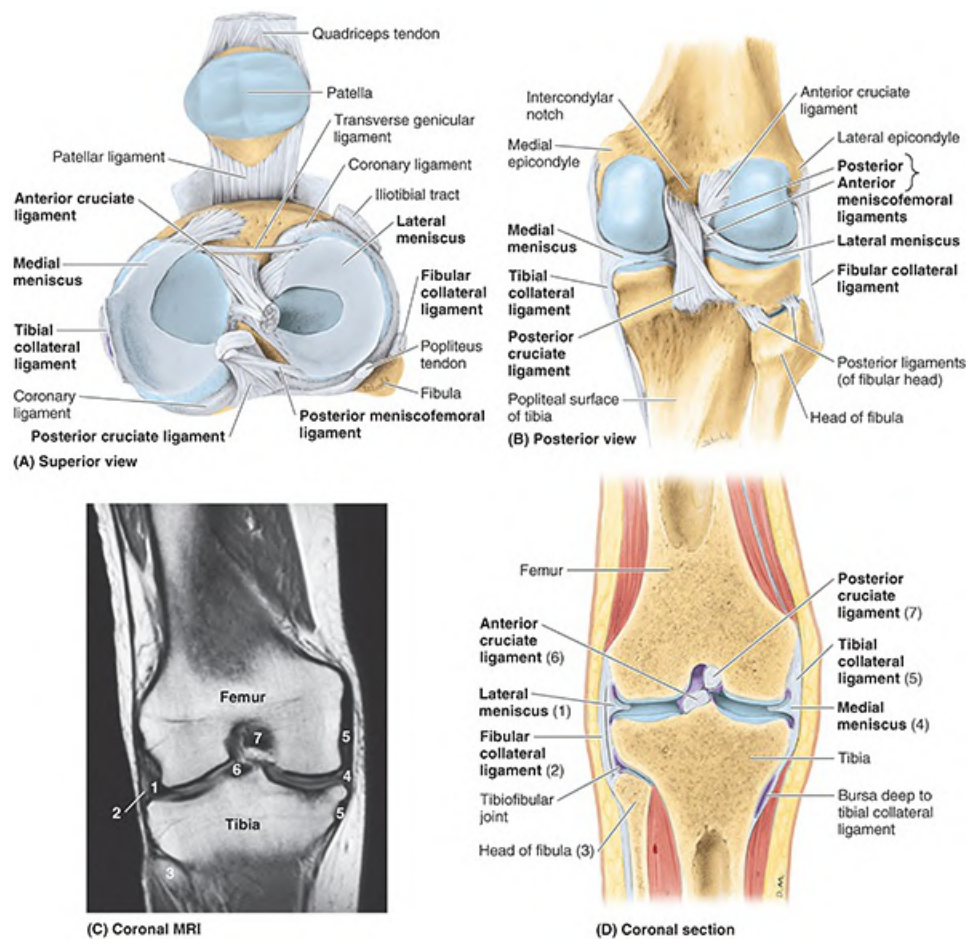 Quadriceps tendon
Patella
Transverse genicular
ligament
Patellar ligament
Coronary ligament
Iliotibial tract
Anterior cruciate
ligament
Lateral
meniscus
Medial
meniscus
Fibular
collateral
ligament
Tibial
collateral
ligament
Popliteus
tendon
Fibula
Coronary
ligament
Posterior meniscofemoral
ligament
Posterior cruciate ligament
(A) Superior view
Intercondylar
notch
Anterior cruciate
ligament
Medial
epicondyle
Lateral epicondyle
Posterior
Anterior
meniscofemoral
ligaments
Medial
meniscus
Lateral meniscus
Tibial
collateral
ligament
Fibular collateral
ligament
Posterior
cruciate
ligament
Posterior ligaments
(of fibular head)
Popliteal surface
of tibia
Head of fibula
(B) Posterior view
Femur
7
5
6
4
1
2
5
Tibia
3
(C) Coronal MRI
Femur
Posterior
cruciate
ligament (7)
Anterior
cruciate
ligament (6)
Tibial
collateral
ligament
(5)
Lateral
meniscus (1)
Medial
meniscus (4)
Fibular
collateral
ligament (2)
Tibia
Tibiofibular
joint
Bursa deep to
tibial collateral
ligament
Head of fibula (3)
D.M.
(D) Coronal section